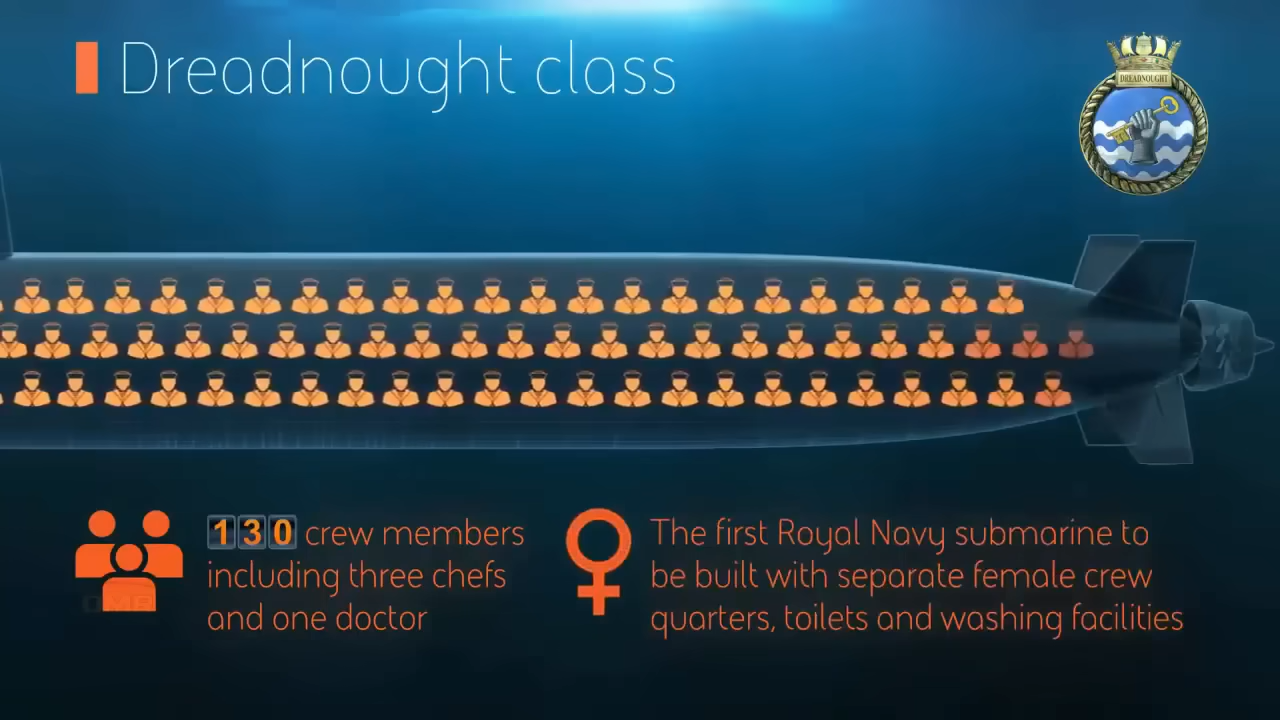 Dreadnought class
DREADNOUGHT
130 crew members
including three chefs
and one doctor
The first Royal Navy submarine to
be built with separate female crew
quarters, toilets and washing facilities